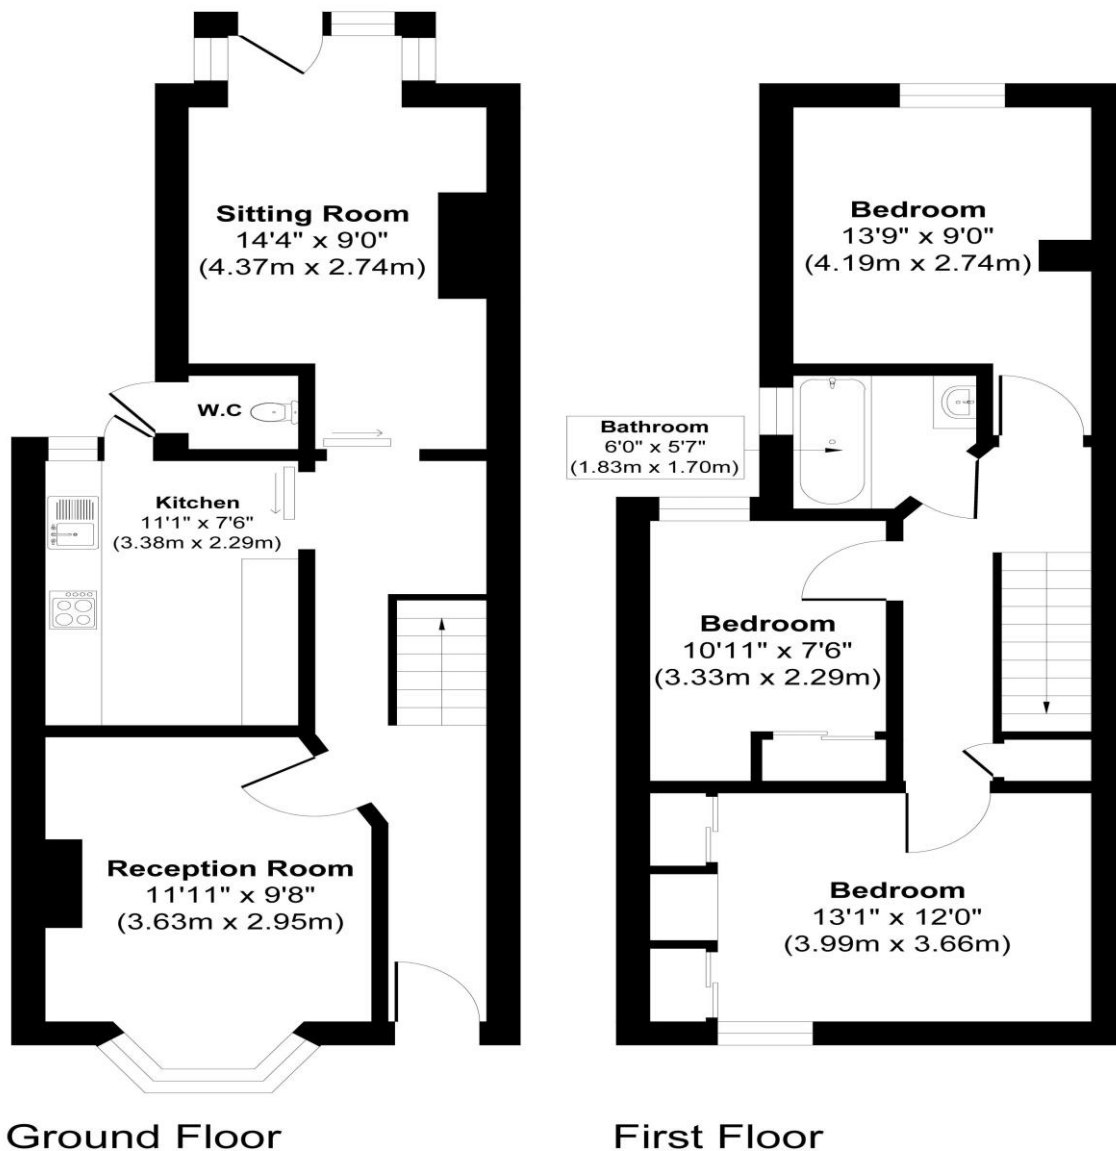 Sitting Room
14'4" x 9'0"
(4.37m x 2.74m)
W.C
Kitchen
11'1" x 7'6"
(3.38m x 2.29m)
Reception Room
11'11" x 9'8"
(3.63m x 2.95m)
Ground Floor
Bedroom
13'9" x 9'0"
(4.19m x 2.74m)
Bathroom
6'0" x 5'7"
(1.83m x 1.70m)
Bedroom
10'11" x 7'6"
(3.33m x 2.29m)
Bedroom
13'1" x 12'0"
(3.99m x 3.66m)
First Floor